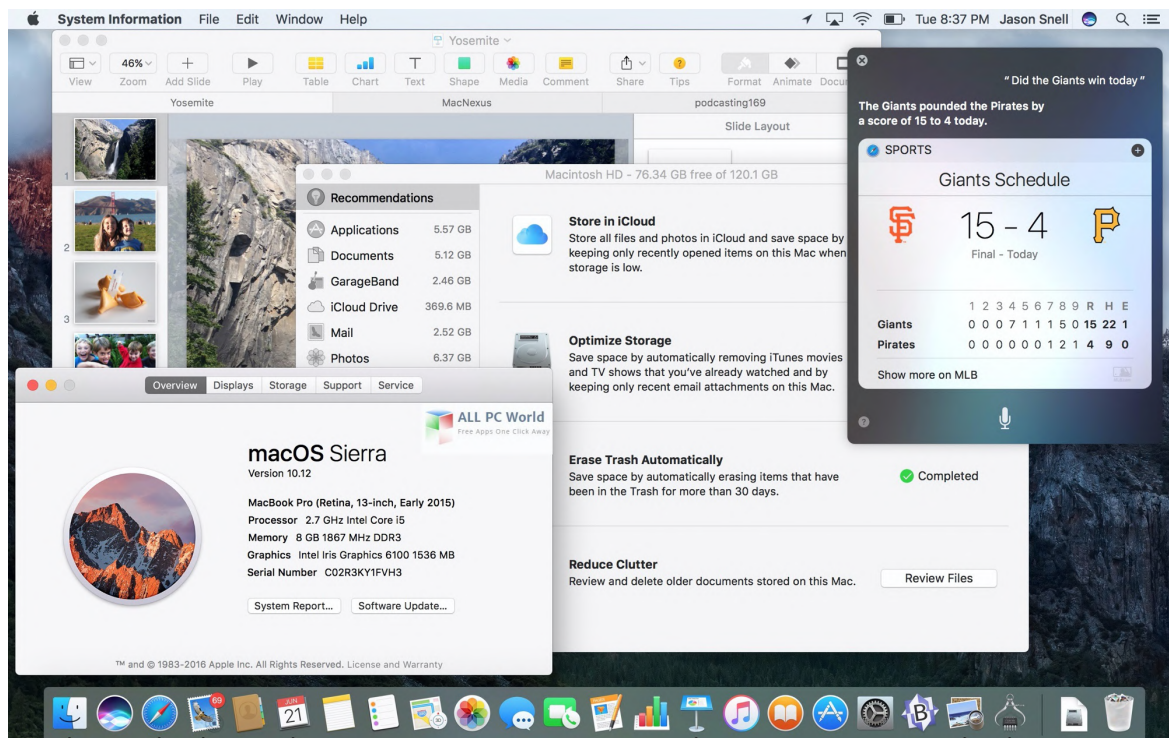 System Information File Edit Window Help
Tue 8:37 PM Jason Snell
Yosemite
46%
View Zoom Add Slide Play Table Chart Text Shape Media Comment Share Tips Format Animate
Yosemite MacNexus podcasting169
Slide Layout
1
2
3
Macintosh HD - 76.34 GB free of 120.1 GB
Recommendations
Applications 5.57 GB
Documents 5.12 GB
GarageBand 2.46 GB
iCloud Drive 369.6 MB
Mail 2.52 GB
Photos 6.37 GB
Store in iCloud
Store all files and photos in iCloud and save space by
keeping only recently opened items on this Mac when
storage is low.
Optimize Storage
Save space by automatically removing iTunes movies
and TV shows that you've already watched and by
keeping only recent email attachments on this Mac.
Erase Trash Automatically
Save space by automatically erasing items that have
been in the Trash for more than 30 days.
Completed
Reduce Clutter
Review and delete older documents stored on this Mac.
Review Files
"Did the Giants win today"
The Giants pounded the Pirates by
a score of 15 to 4 today.
SPORTS
Giants Schedule
SF
15 - 4
P
Final - Today
1 2 3 4 5 6 7 8 9 R H E
Giants 0 0 0 7 1 1 1 5 0 15 22 1
Pirates 0 0 0 0 0 0 1 2 1 4 9 0
Show more on MLB
Overview Displays Storage Support Service
ALL PC World
Free Apps One Click Away
macOS Sierra
Version 10.12
MacBook Pro (Retina, 13-inch, Early 2015)
Processor 2.7 GHz Intel Core i5
Memory 8 GB 1867 MHz DDR3
Graphics Intel Iris Graphics 6100 1536 MB
Serial Number C02R3KY1FVH3
System Report... Software Update...
™ and © 1983-2016 Apple Inc. All Rights Reserved. License and Warranty
69
JUN
21